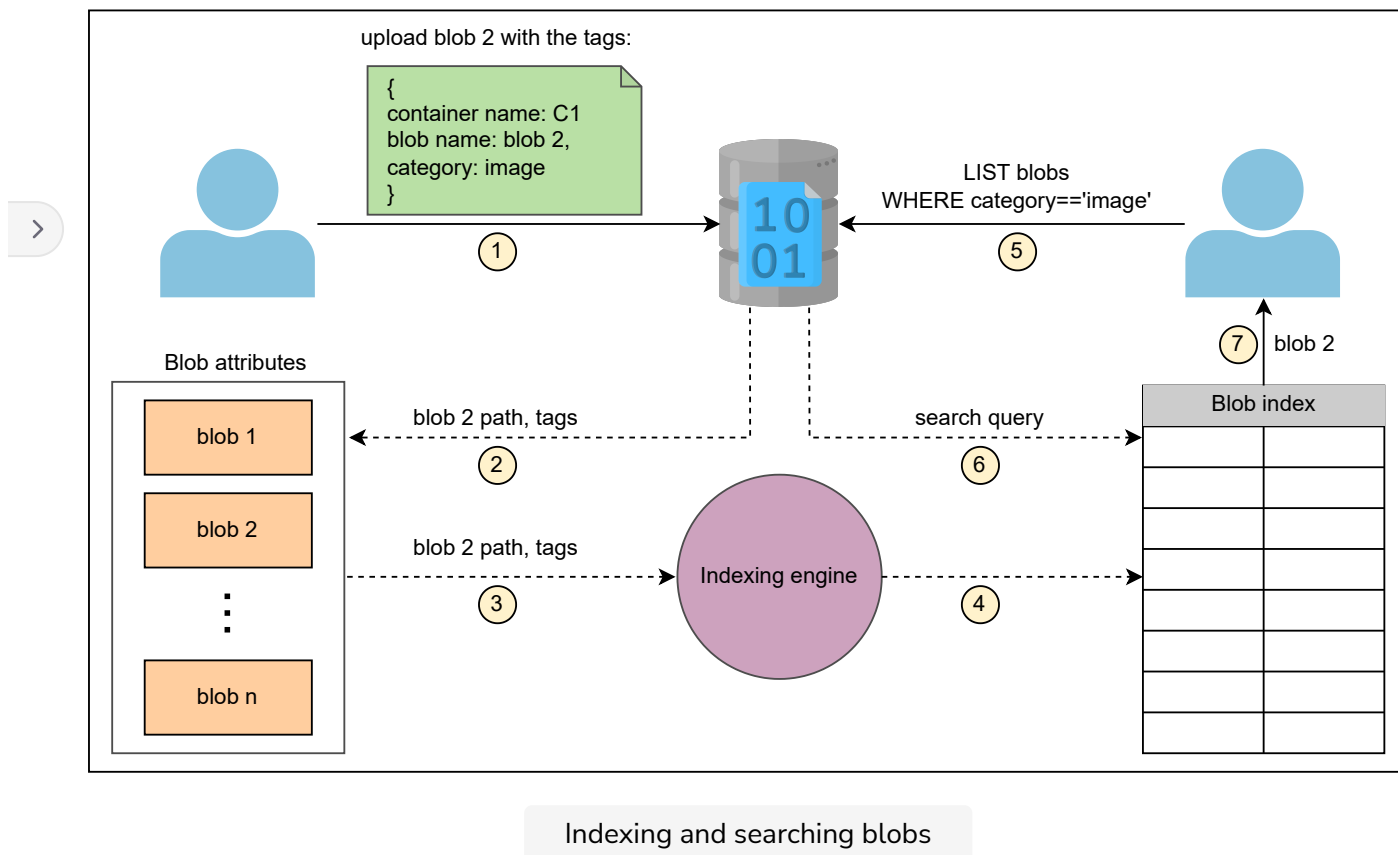 upload blob 2 with the tags:
{
container name: C1
blob name: blob 2,
category: image
}
1
10
01
LIST blobs
WHERE category=='image'
5
7
blob 2
Blob attributes
blob 1
blob 2
blob n
blob 2 path, tags
2
search query
6
Blob index
blob 2 path, tags
3
Indexing engine
4
Indexing and searching blobs